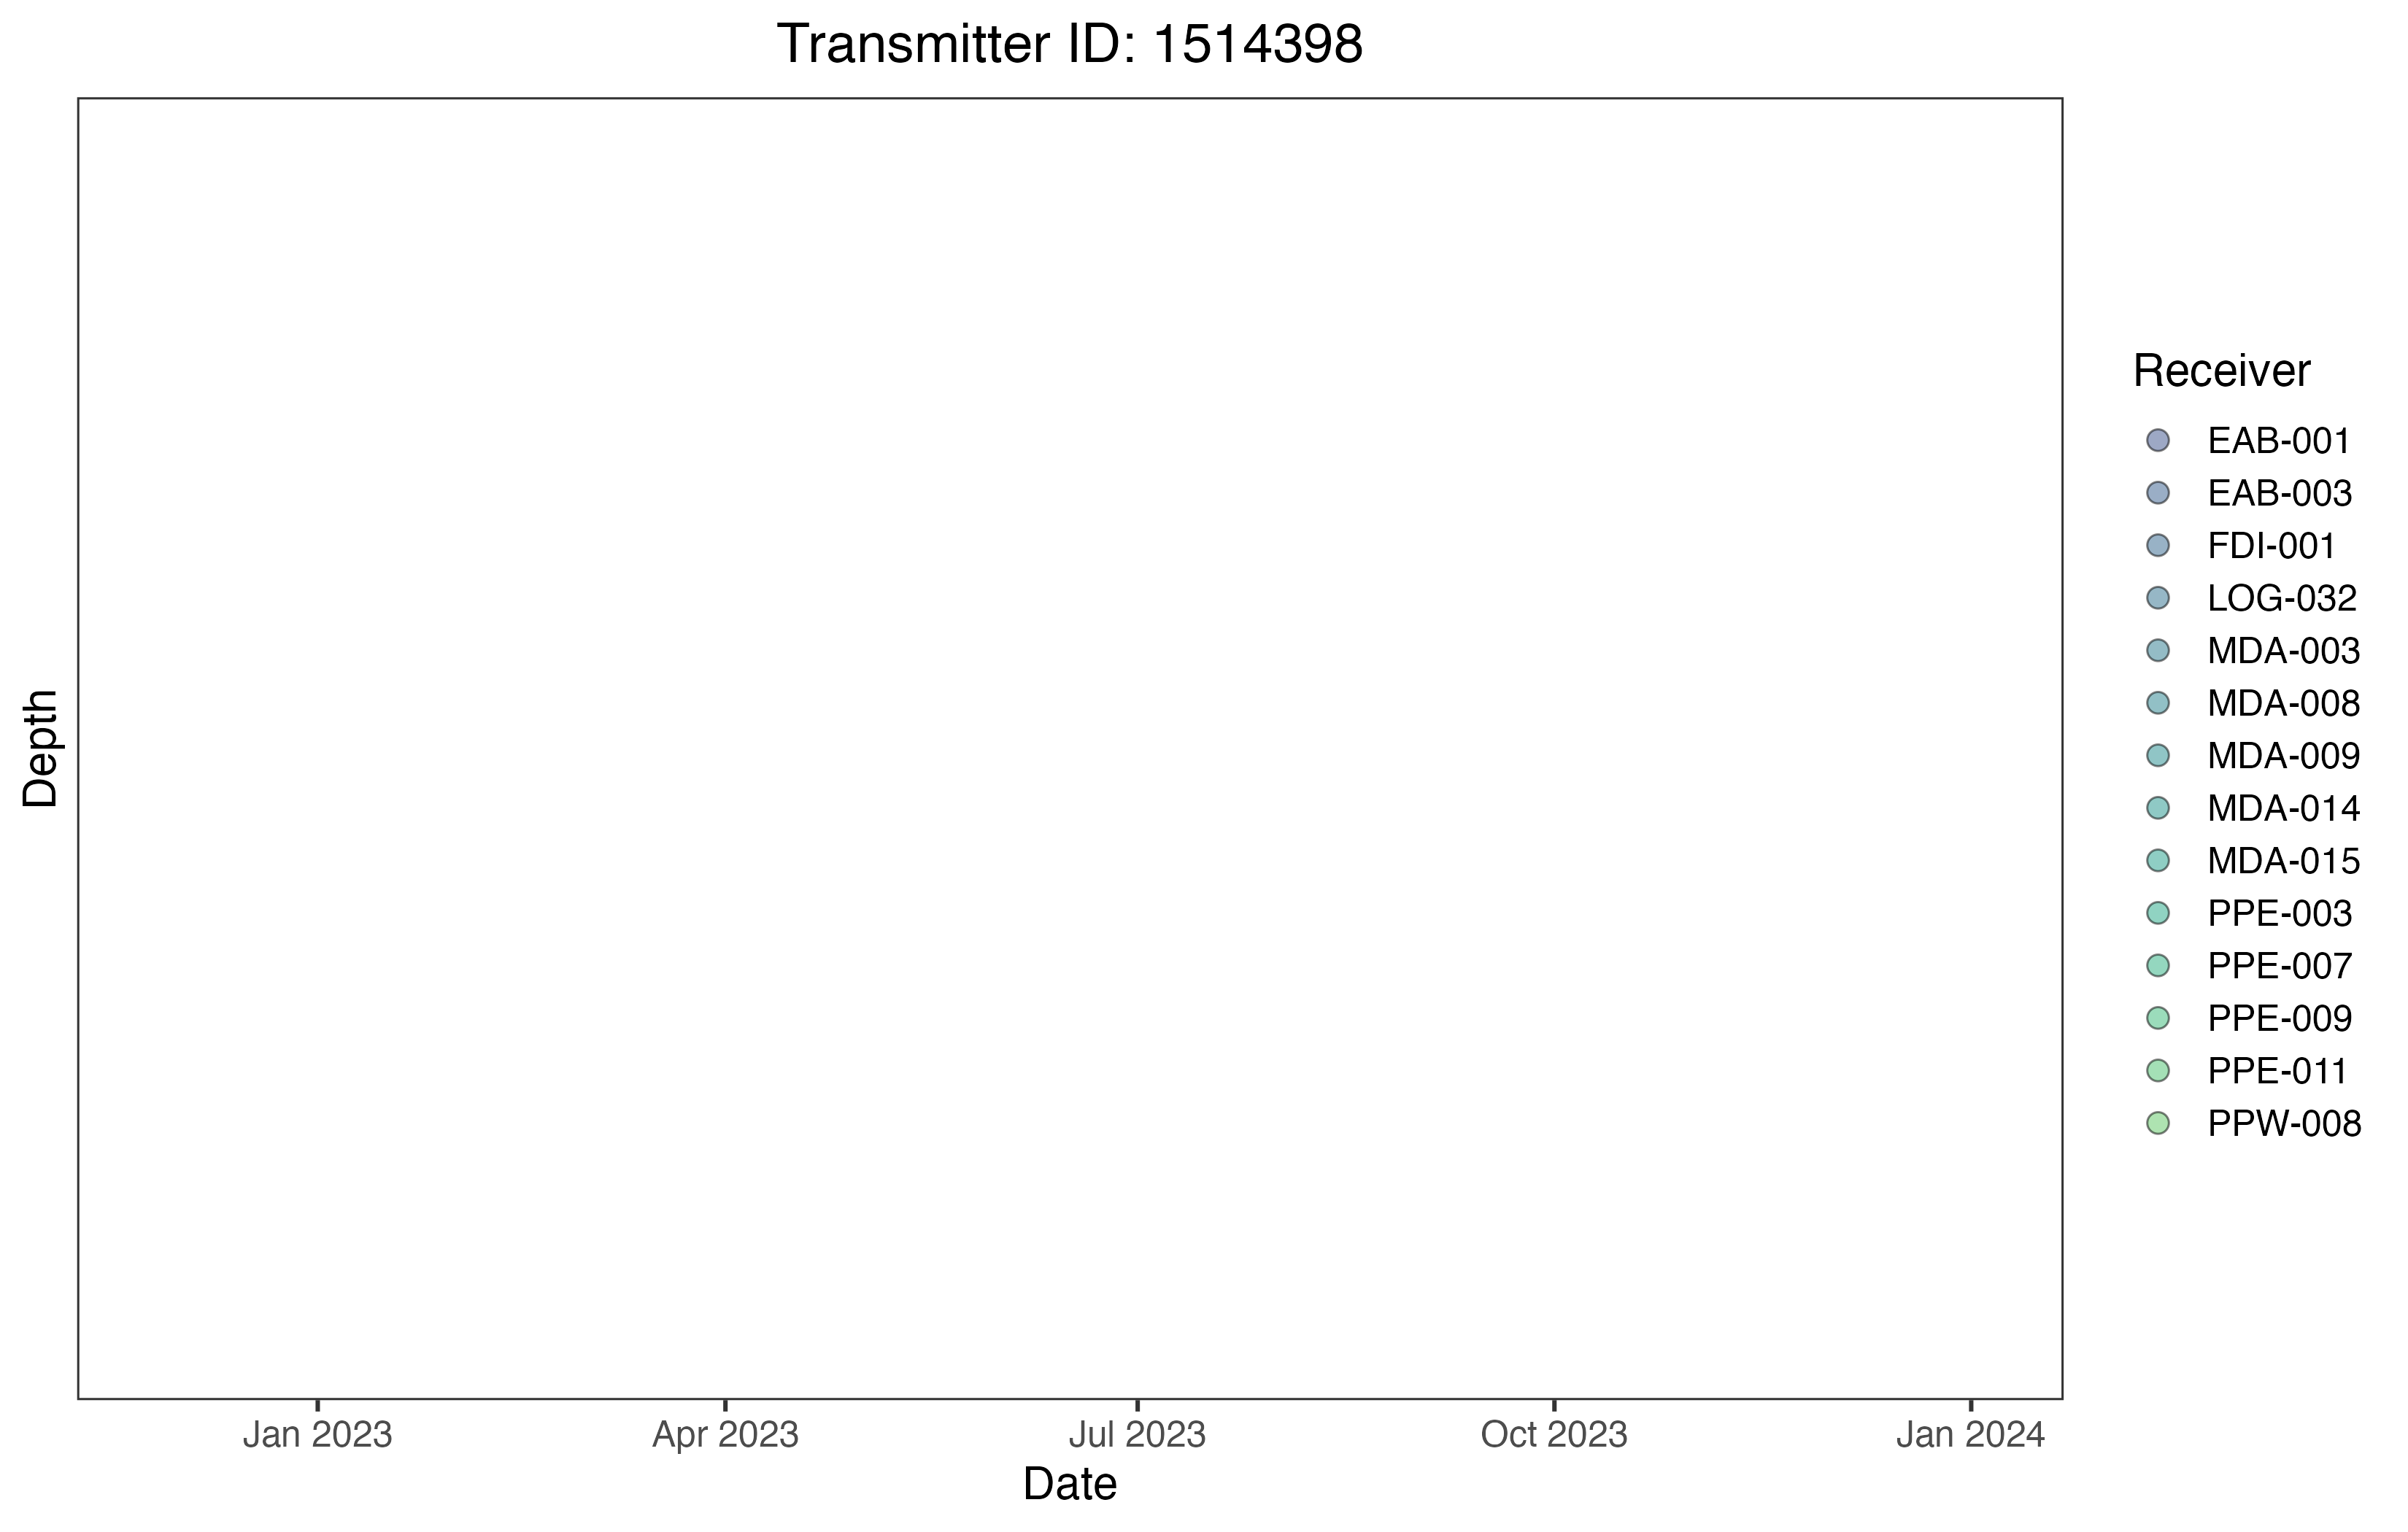 Transmitter ID: 1514398
Depth
Jan 2023
Apr 2023
Jul 2023
Oct 2023
Jan 2024
Date
Receiver
EAB-001
EAB-003
FDI-001
LOG-032
MDA-003
MDA-008
MDA-009
MDA-014
MDA-015
PPE-003
PPE-007
PPE-009
PPE-011
PPW-008